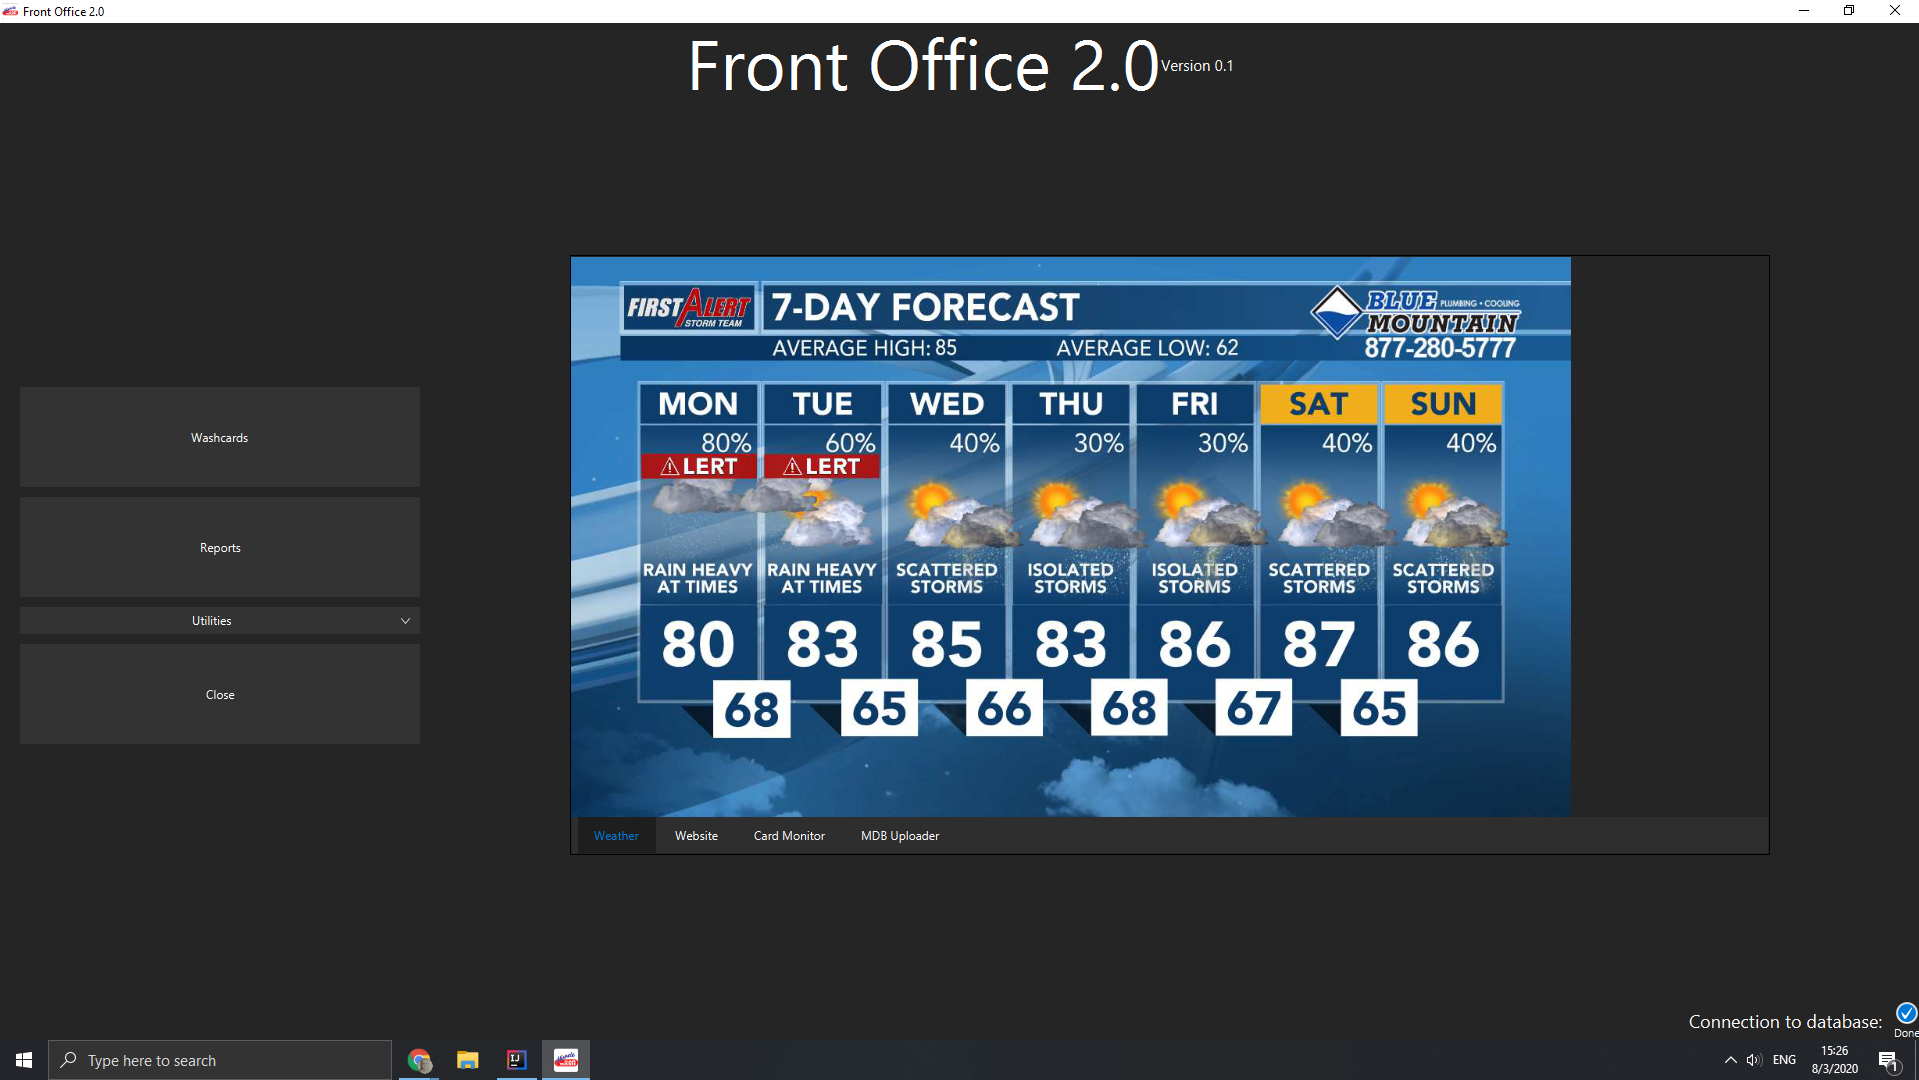 Front Office 2.0
Front Office 2.0 Version 0.1
FIRST ALERT
STORM TEAM
7-DAY FORECAST
BLUE PLUMBING • COOLING
MOUNTAIN
AVERAGE HIGH: 85 AVERAGE LOW: 62 877-280-5777
MON TUE WED THU FRI SAT SUN
80% 60% 40% 30% 30% 40% 40%
LERT LERT
RAIN HEAVY AT TIMES
RAIN HEAVY AT TIMES
SCATTERED STORMS
ISOLATED STORMS
ISOLATED STORMS
SCATTERED STORMS
SCATTERED STORMS
80 83 85 83 86 87 86
68 65 66 68 67 65
Washcards
Reports
Utilities
Close
Weather Website Card Monitor MDB Uploader
Connection to database:
Done
Type here to search
IJ
ENG
15:26
8/3/2020
1